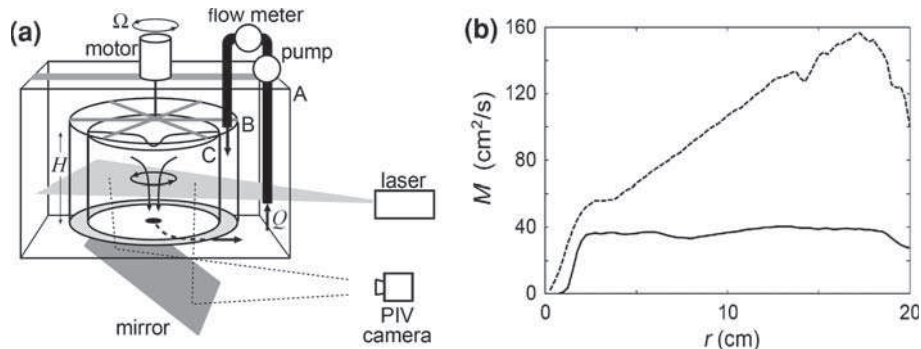 (a)
Ω
motor
flow meter
pump
A
B
C
H
Q
laser
mirror
PIV
camera
(b)
M (cm²/s)
160
120
80
40
0
0
10
20
r (cm)